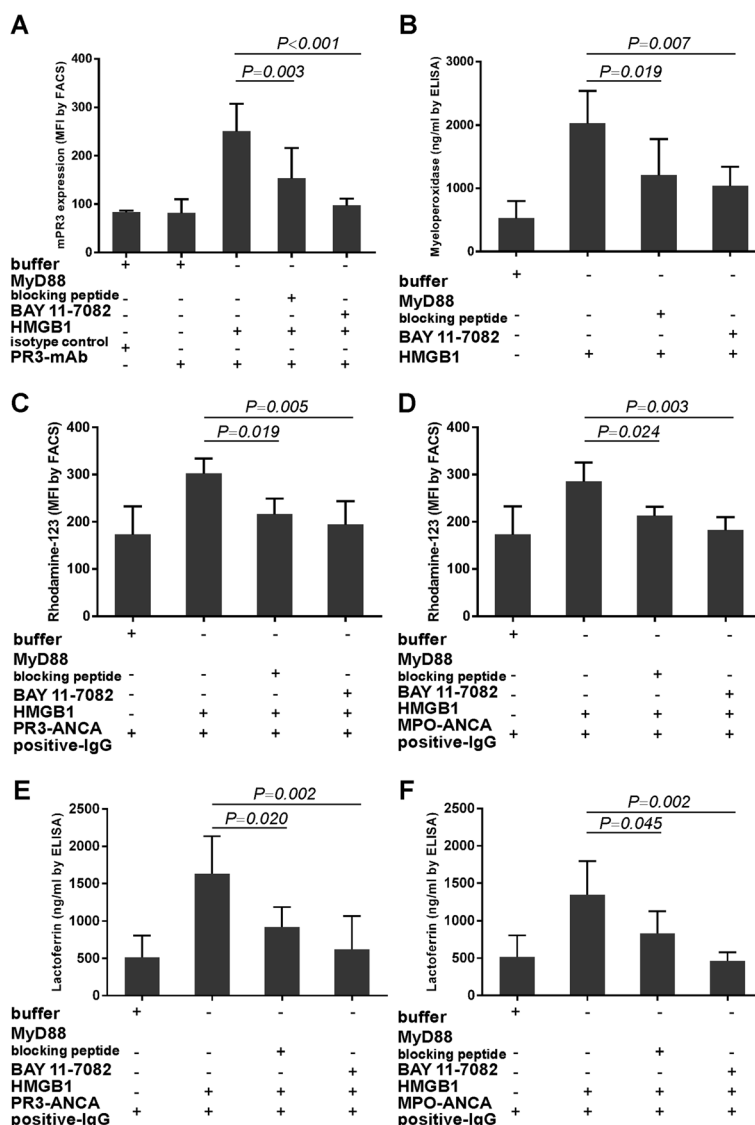 A
P<0.001
P=0.003
mPR3 expression (MFI by FACS)
400
300
200
100
0
buffer + + - - -
MyD88
blocking peptide - - - + -
BAY 11-7082 - - - - +
HMGB1 - - + + +
isotype control + - - - -
PR3-mAb - + + + +
B
P=0.007
P=0.019
Myeloperoxidase (ng/ml by ELISA)
3000
2000
1000
0
buffer + - - -
MyD88
blocking peptide - - + -
BAY 11-7082 - - - +
HMGB1 - + + +
C
P=0.005
P=0.019
Rhodamine-123 (MFI by FACS)
400
300
200
100
0
buffer + - - -
MyD88
blocking peptide - - + -
BAY 11-7082 - - - +
HMGB1 - + + +
PR3-ANCA
positive-IgG + + + +
D
P=0.003
P=0.024
Rhodamine-123 (MFI by FACS)
400
300
200
100
0
buffer + - - -
MyD88
blocking peptide - - + -
BAY 11-7082 - - - +
HMGB1 - + + +
MPO-ANCA
positive-IgG + + + +
E
P=0.002
P=0.020
Lactoferrin (ng/ml by ELISA)
2500
2000
1500
1000
500
0
buffer + - - -
MyD88
blocking peptide - - + -
BAY 11-7082 - - - +
HMGB1 - + + +
PR3-ANCA
positive-IgG + + + +
F
P=0.002
P=0.045
Lactoferrin (ng/ml by ELISA)
2500
2000
1500
1000
500
0
buffer + - - -
MyD88
blocking peptide - - + -
BAY 11-7082 - - - +
HMGB1 - + + +
MPO-ANCA
positive-IgG + + + +